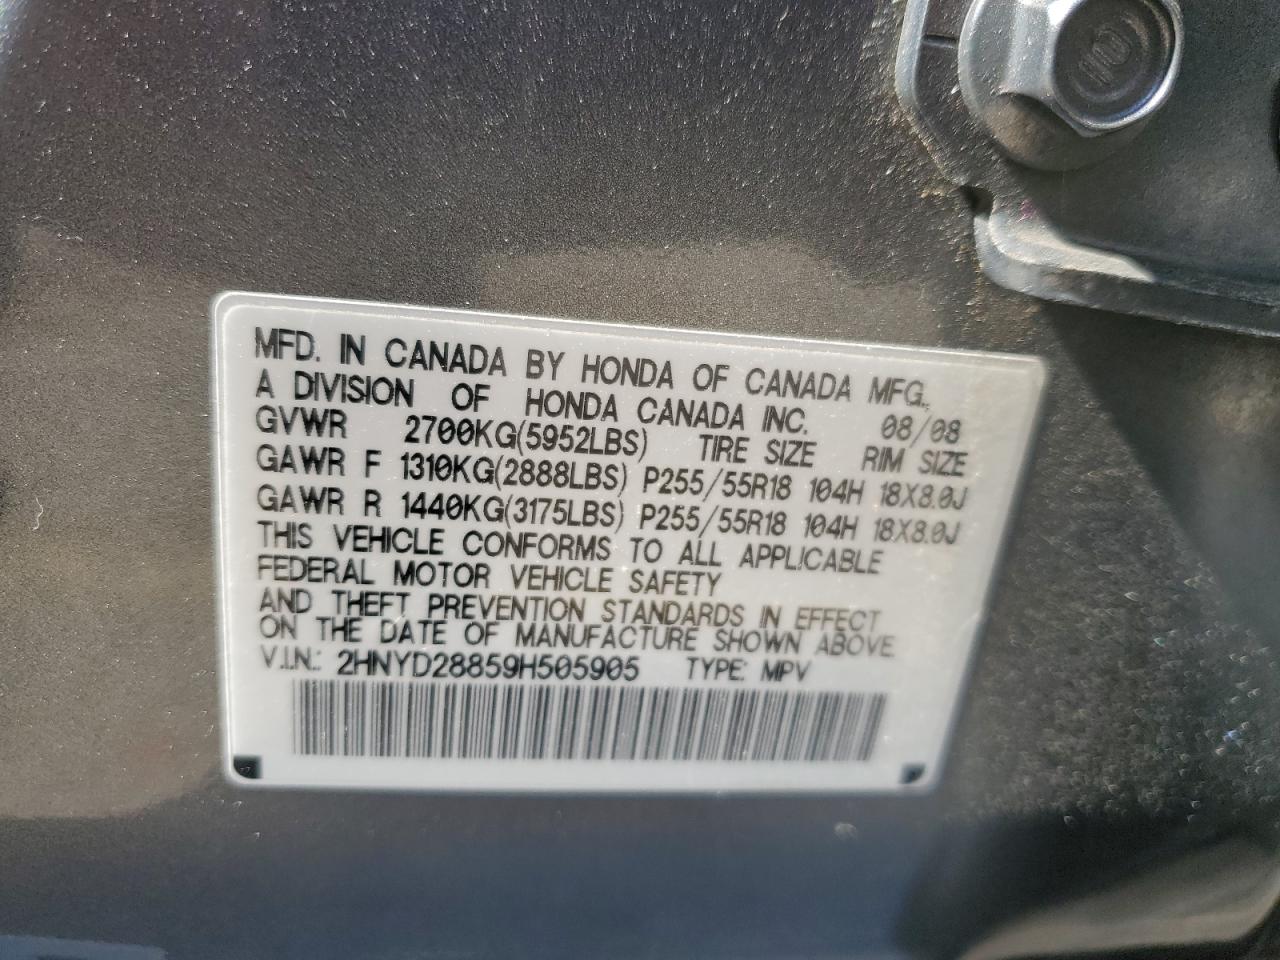 MFD. IN CANADA BY HONDA OF CANADA MFG.,
A DIVISION OF HONDA CANADA INC. 08/08
GVWR 2700KG(5952LBS) TIRE SIZE RIM SIZE
GAWR F 1310KG(2888LBS) P255/55R18 104H 18X8.0J
GAWR R 1440KG(3175LBS) P255/55R18 104H 18X8.0J
THIS VEHICLE CONFORMS TO ALL APPLICABLE
FEDERAL MOTOR VEHICLE SAFETY
AND THEFT PREVENTION STANDARDS IN EFFECT
ON THE DATE OF MANUFACTURE SHOWN ABOVE
V.I.N.: 2HNYD28859H505905 TYPE: MPV